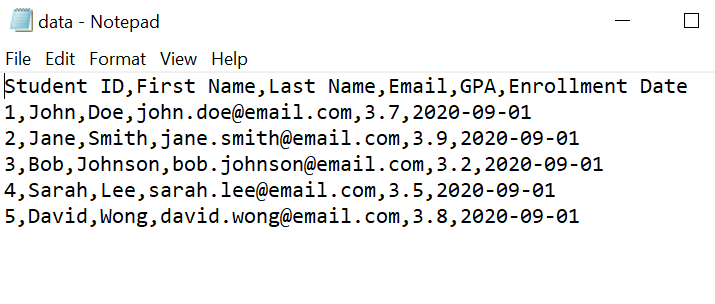 data - Notepad
File Edit Format View Help
Student ID,First Name,Last Name,Email,GPA,Enrollment Date
1,John,Doe,john.doe@email.com,3.7,2020-09-01
2,Jane,Smith,jane.smith@email.com,3.9,2020-09-01
3,Bob,Johnson,bob.johnson@email.com,3.2,2020-09-01
4,Sarah,Lee,sarah.lee@email.com,3.5,2020-09-01
5,David,Wong,david.wong@email.com,3.8,2020-09-01